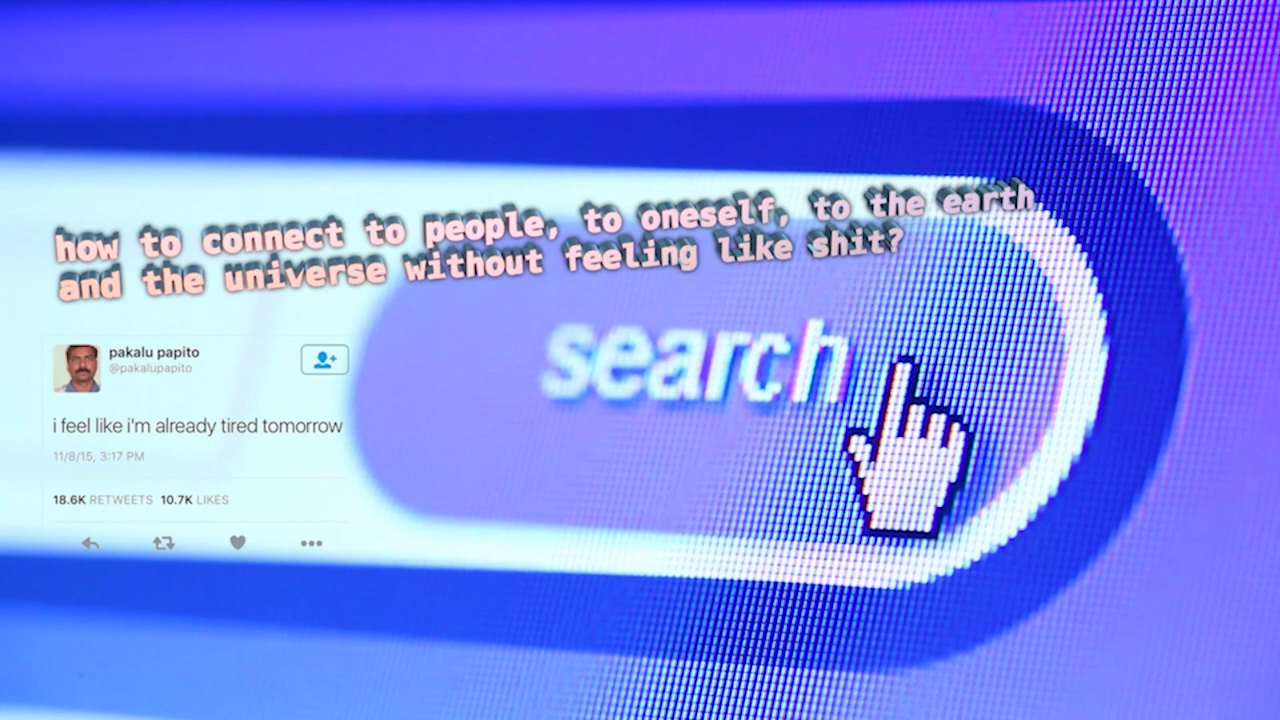 how to connect to people, to oneself, to the earth
and the universe without feeling like shit?
search
pakalu papito
@pakalupapito
i feel like i'm already tired tomorrow
11/8/15, 3:17 PM
18.6K RETWEETS 10.7K LIKES